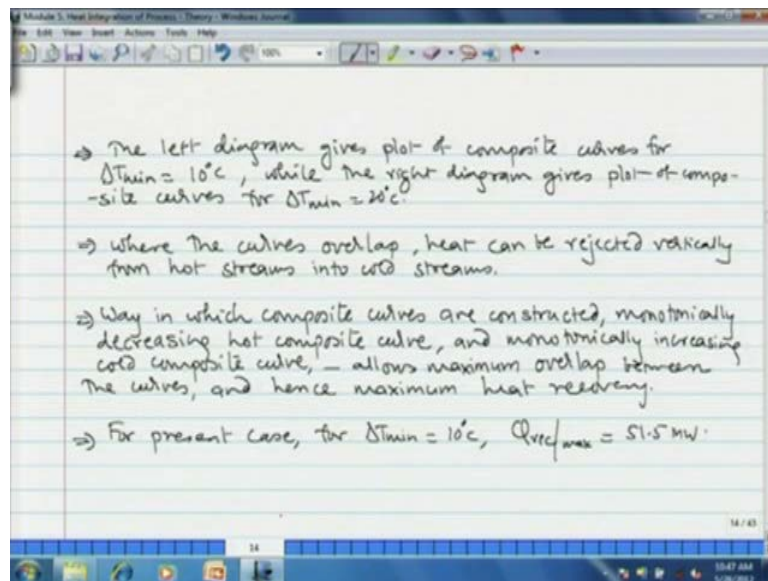 Module 5. Heat Integration of Process - Theory - Windows Journal
File Edit View Insert Actions Tools Help
100%
⇒ The left diagram gives plot of composite curves for
ΔTmin = 10°C, while the right diagram gives plot of compo-
-site curves for ΔTmin = 20°C.
⇒ where the curves overlap, heat can be rejected vertically
from hot streams into cold streams.
⇒ Way in which composite curves are constructed, monotonically
decreasing hot composite curve, and monotonically increasing
cold composite curve, – allows maximum overlap between
the curves, and hence maximum heat recovery.
⇒ For present case, for ΔTmin = 10°C, Qrec/max = 51.5 MW.
14 / 43
14
10:47 AM